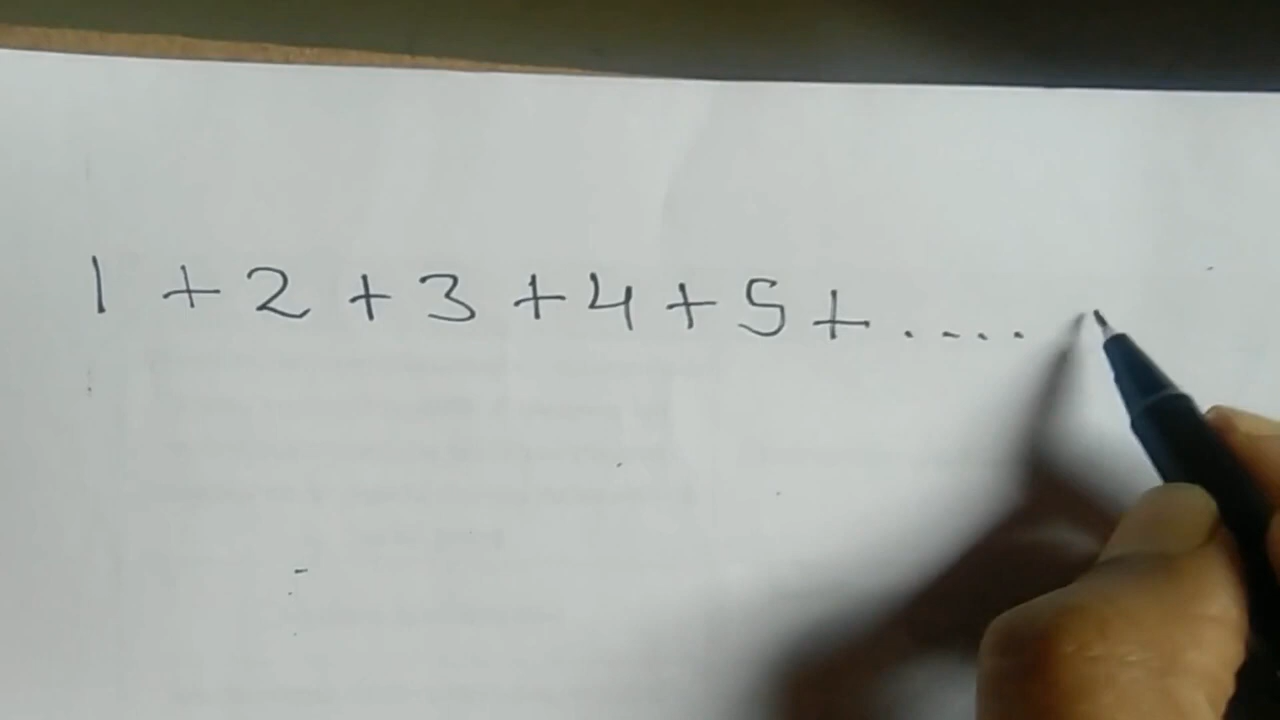 1 + 2 + 3 + 4 + 5 + ....